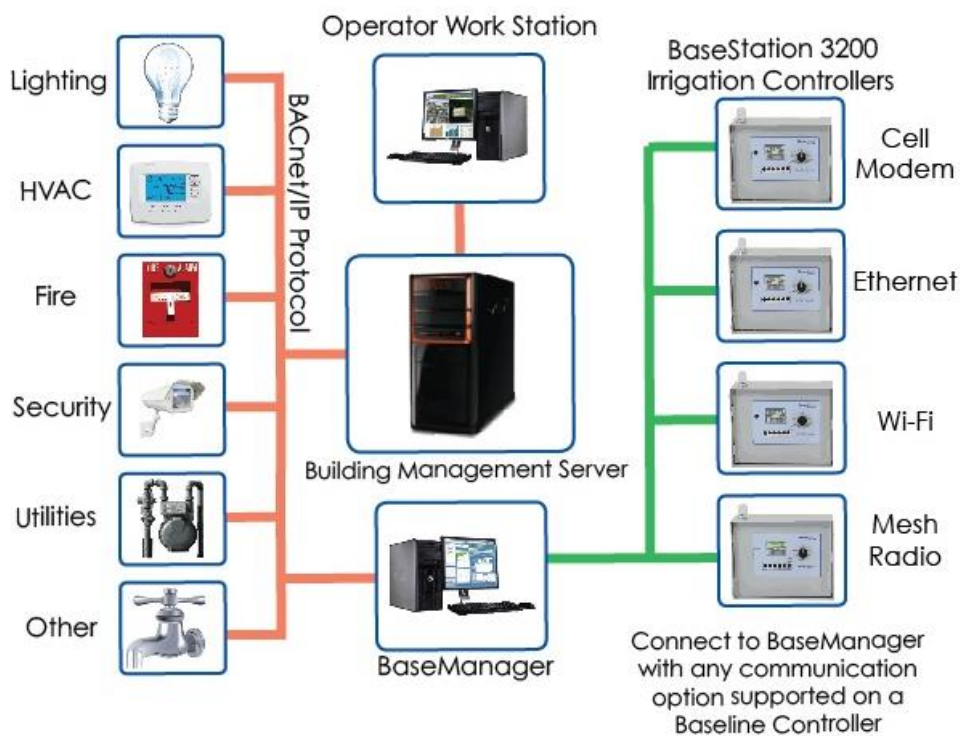 Operator Work Station
BaseStation 3200
Irrigation Controllers
Lighting
HVAC
Fire
Security
Utilities
Other
BACnet/IP Protocol
Building Management Server
BaseManager
Cell
Modem
Ethernet
Wi-Fi
Mesh
Radio
Connect to BaseManager
with any communication
option supported on a
Baseline Controller